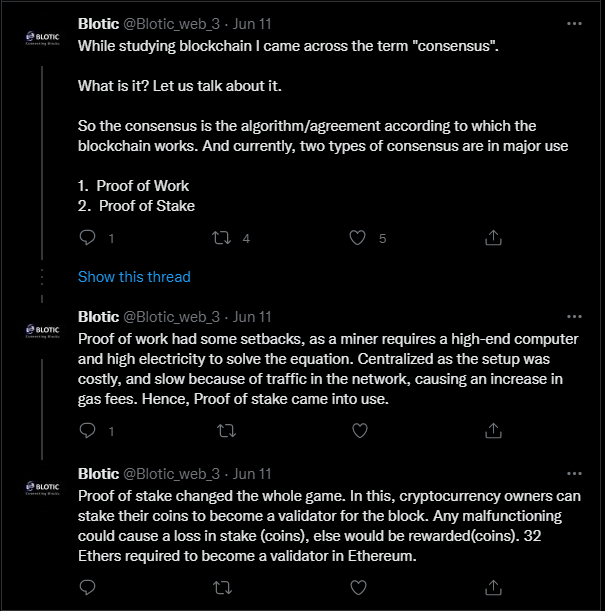 Blotic @Blotic_web_3 · Jun 11
BLOTIC
Connecting Blocks
While studying blockchain I came across the term "consensus".
What is it? Let us talk about it.
So the consensus is the algorithm/agreement according to which the
blockchain works. And currently, two types of consensus are in major use
1. Proof of Work
2. Proof of Stake
1 4 5
Show this thread
Blotic @Blotic_web_3 · Jun 11
BLOTIC
Connecting Blocks
Proof of work had some setbacks, as a miner requires a high-end computer
and high electricity to solve the equation. Centralized as the setup was
costly, and slow because of traffic in the network, causing an increase in
gas fees. Hence, Proof of stake came into use.
1
Blotic @Blotic_web_3 · Jun 11
BLOTIC
Connecting Blocks
Proof of stake changed the whole game. In this, cryptocurrency owners can
stake their coins to become a validator for the block. Any malfunctioning
could cause a loss in stake (coins), else would be rewarded(coins). 32
Ethers required to become a validator in Ethereum.